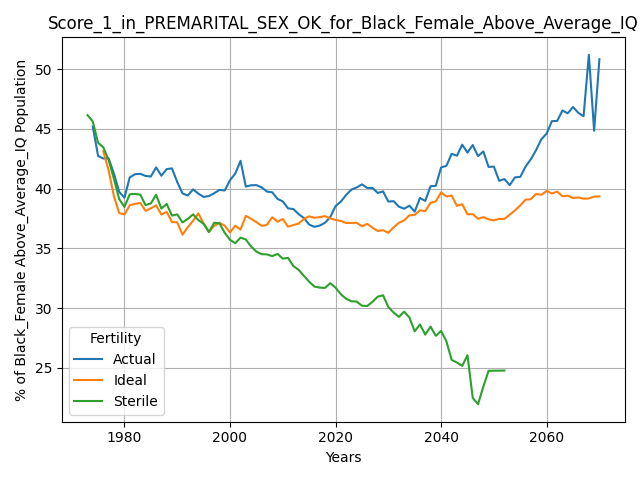 Score_1_in_PREMARITAL_SEX_OK_for_Black_Female_Above_Average_IQ
% of Black_Female Above_Average_IQ Population
50
45
40
35
30
25
Fertility
Actual
Ideal
Sterile
1980 2000 2020 2040 2060
Years